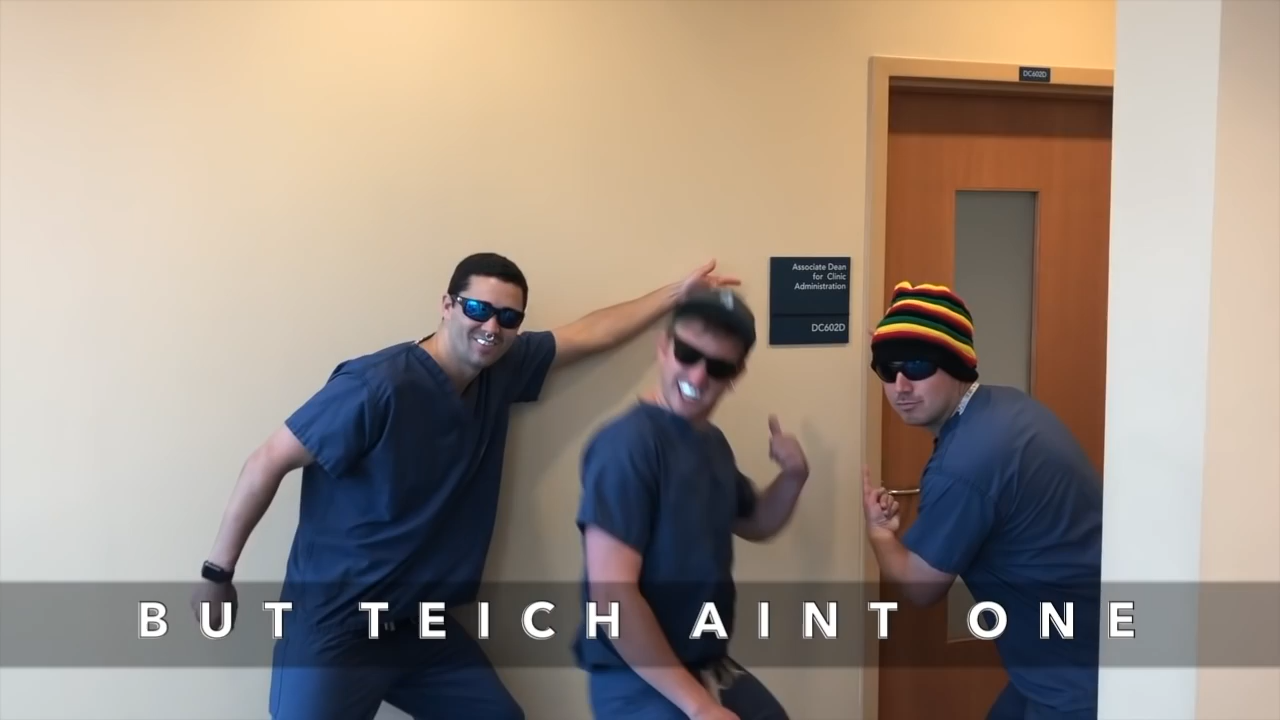 DC602D
Associate Dean
for Clinic
Administration
DC602D
BUT TEICH AINT ONE